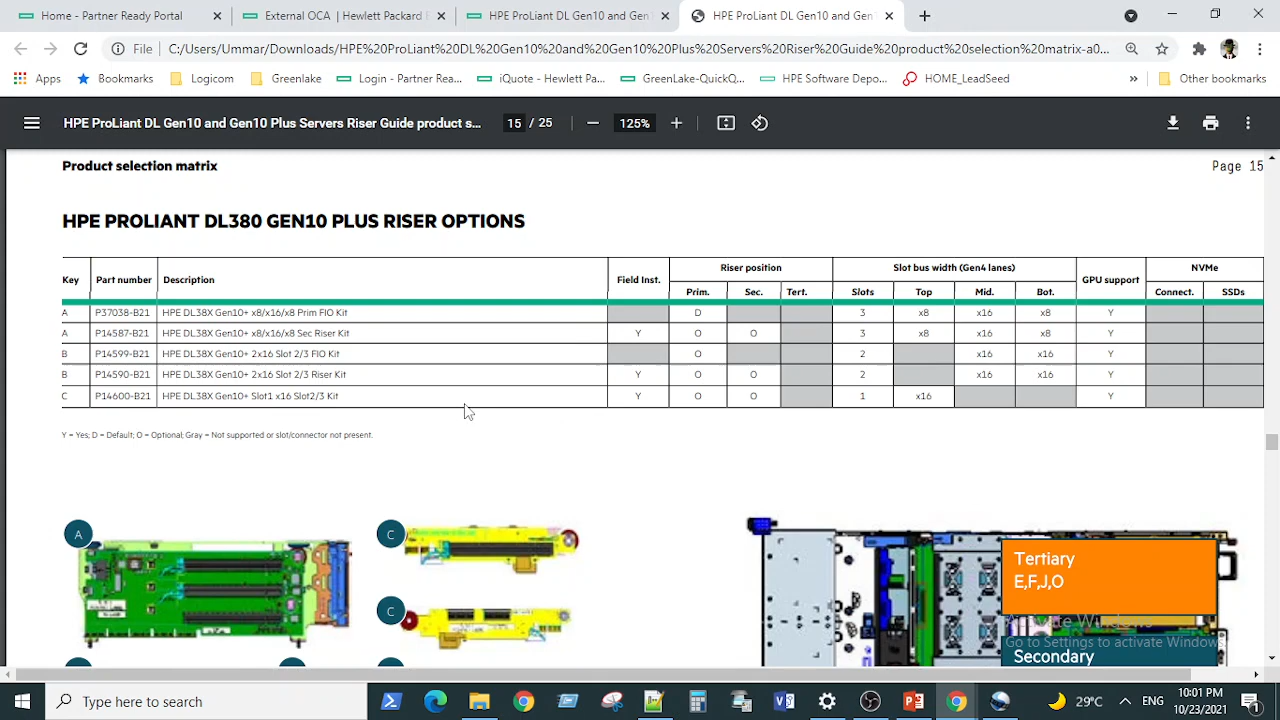 Home - Partner Ready Portal
External OCA | Hewlett Packard
HPE ProLiant DL Gen10 and Gen
HPE ProLiant DL Gen10 and Gen
File C:/Users/Ummar/Downloads/HPE%20ProLiant%20DL%20Gen10%20and%20Gen10%20Plus%20Servers%20Riser%20Guide%20product%20selection%20matrix-a0...
Apps Bookmarks Logicom Greenlake Login - Partner Rea... iQuote - Hewlett Pa... GreenLake-QuickQ... HPE Software Depo... HOME_LeadSeed » Other bookmarks
HPE ProLiant DL Gen10 and Gen10 Plus Servers Riser Guide product s... 15 / 25 125%
Product selection matrix Page 15
HPE PROLIANT DL380 GEN10 PLUS RISER OPTIONS
Riser position Slot bus width (Gen4 lanes) NVMe
Key Part number Description Field Inst. GPU support
Prim. Sec. Tert. Slots Top Mid. Bot. Connect. SSDs
A P37038-B21 HPE DL38X Gen10+ x8/x16/x8 Prim FIO Kit D 3 x8 x16 x8 Y
A P14587-B21 HPE DL38X Gen10+ x8/x16/x8 Sec Riser Kit Y O O 3 x8 x16 x8 Y
B P14599-B21 HPE DL38X Gen10+ 2x16 Slot 2/3 FIO Kit O 2 x16 x16 Y
B P14590-B21 HPE DL38X Gen10+ 2x16 Slot 2/3 Riser Kit Y O O 2 x16 x16 Y
C P14600-B21 HPE DL38X Gen10+ Slot1 x16 Slot2/3 Kit Y O O 1 x16 Y
Y = Yes; D = Default; O = Optional; Gray = Not supported or slot/connector not present.
A
C
C
Tertiary
E,F,J,O
Activate Windows
Go to Settings to activate Windows
Secondary
Type here to search
29°C ENG 10:01 PM
10/23/2021
1